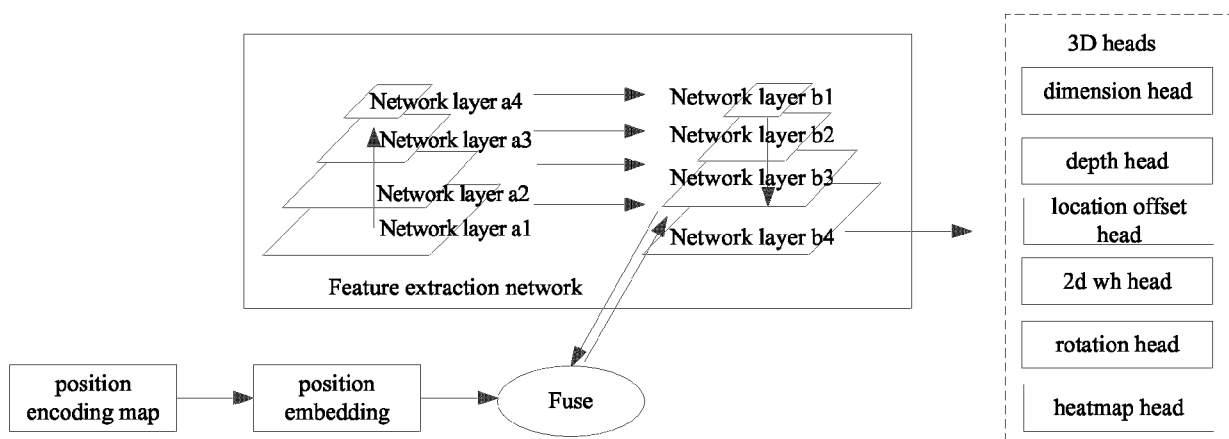 Network layer a4
Network layer a3
Network layer a2
Network layer a1
Network layer b1
Network layer b2
Network layer b3
Network layer b4
Feature extraction network
position
encoding map
position
embedding
Fuse
3D heads
dimension head
depth head
location offset
head
2d wh head
rotation head
heatmap head